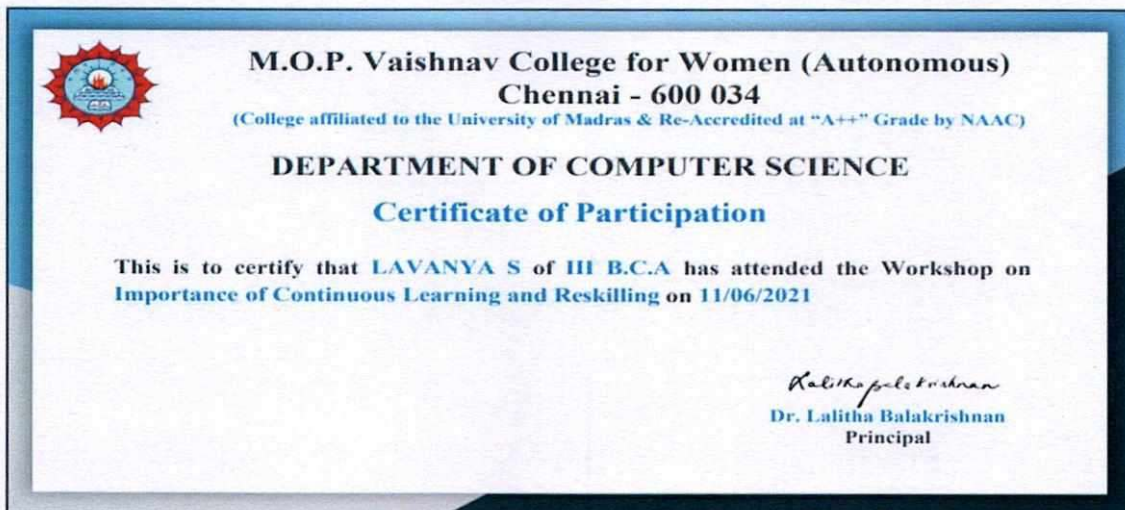 M.O.P. Vaishnav College for Women (Autonomous)
Chennai - 600 034
(College affiliated to the University of Madras & Re-Accredited at “A++” Grade by NAAC)
DEPARTMENT OF COMPUTER SCIENCE
Certificate of Participation
This is to certify that LAVANYA S of III B.C.A has attended the Workshop on
Importance of Continuous Learning and Reskilling on 11/06/2021
Lalitha Balakrishnan
Dr. Lalitha Balakrishnan
Principal